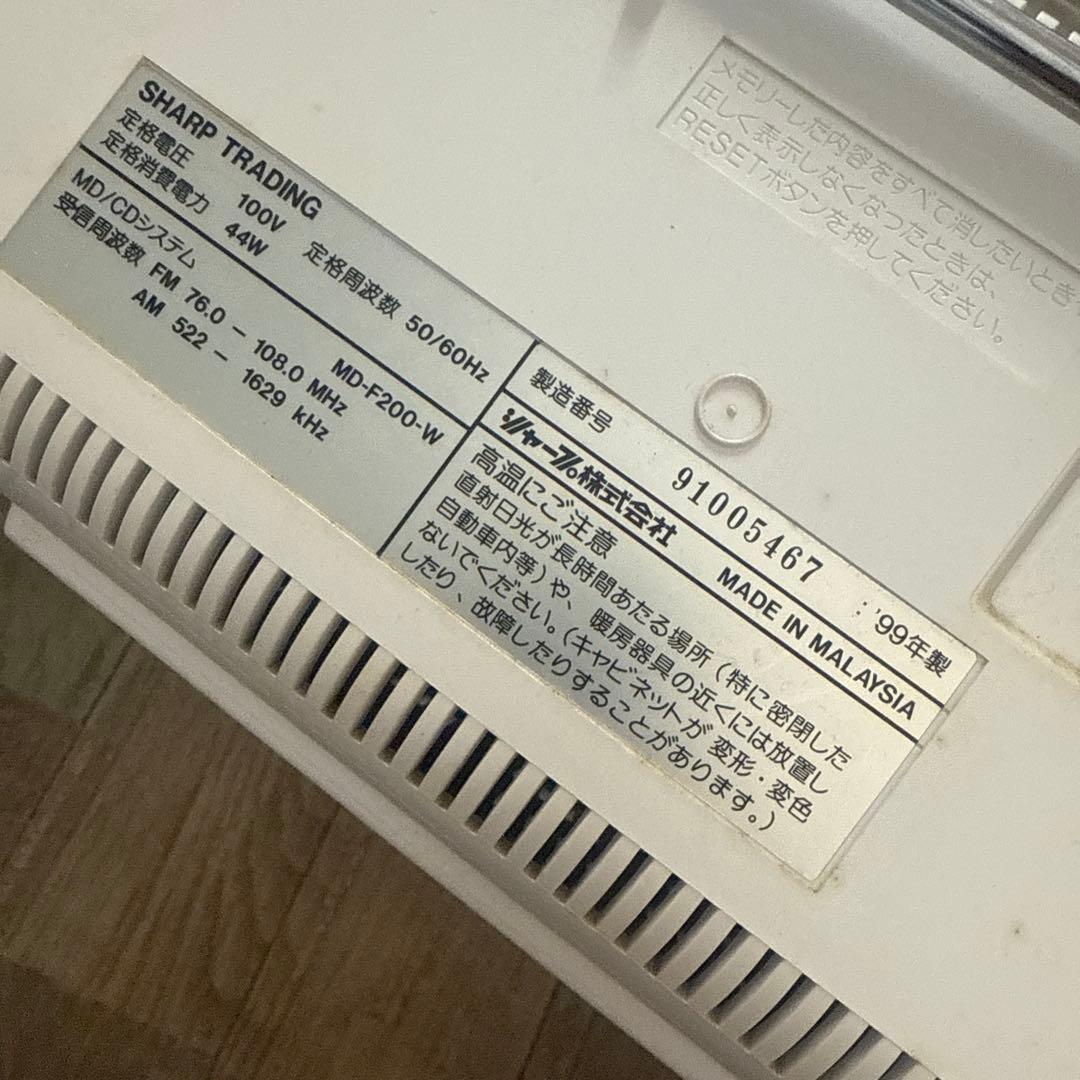 SHARP TRADING
定格電圧 100V 定格周波数 50/60Hz
定格消費電力 44W
MD/CDシステム MD-F200-W
受信周波数 FM 76.0 – 108.0 MHz
AM 522 – 1629 kHz
製造番号 91005467 '99年製
シャープ株式会社 MADE IN MALAYSIA
高温にご注意
直射日光が長時間あたる場所(特に密閉した
自動車内等)や、暖房器具の近くには放置し
ないでください。(キャビネットが変形・変色
したり、故障したりすることがあります。)
メモリーした内容をすべて消したいとき
正しく表示しなくなったときは、
RESETボタンを押してください。